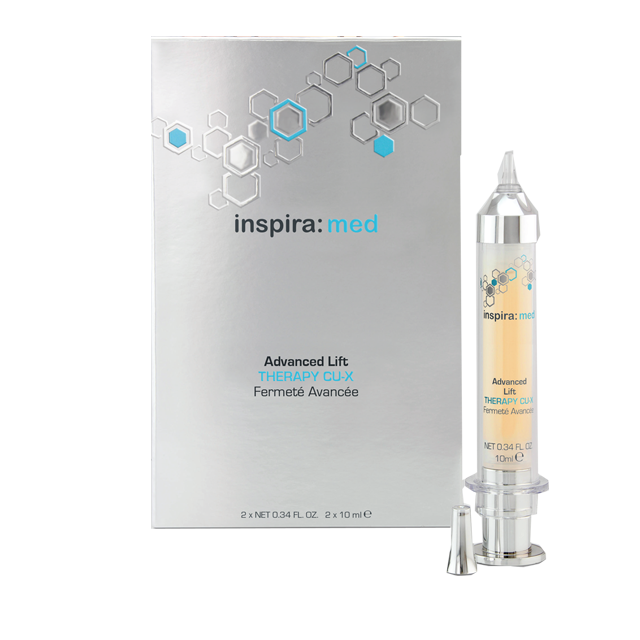 inspira:med
Advanced Lift
THERAPY CU-X
Fermeté Avancée
2 x NET 0.34 FL. OZ. 2 x 10 ml ℮
inspira:med
Advanced
Lift
THERAPY CU-X
Fermeté Avancée
NET 0.34 FL. OZ
10ml ℮